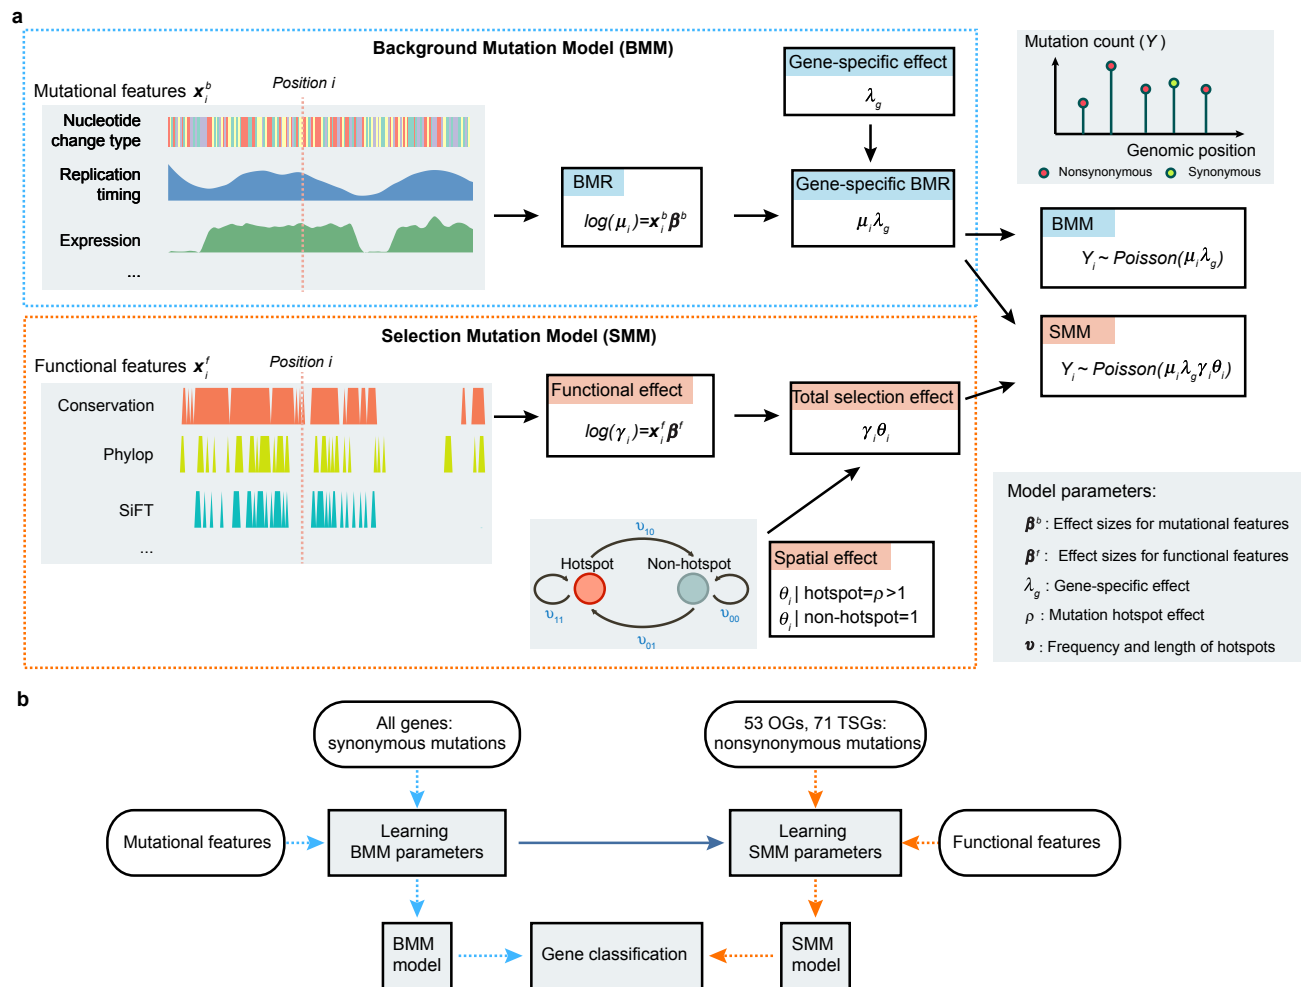 a
Background Mutation Model (BMM)
Mutational features x_i^b
Position i
Nucleotide
change type
Replication
timing
Expression
...
BMR
log(μ_i)=x_i^b β^b
Gene-specific effect
λ_g
Gene-specific BMR
μ_i λ_g
Mutation count (Y)
Genomic position
Nonsynonymous
Synonymous
BMM
Y_i ~ Poisson(μ_i λ_g)
SMM
Y_i ~ Poisson(μ_i λ_g γ_i θ_i)
Selection Mutation Model (SMM)
Functional features x_i^f
Position i
Conservation
Phylop
SiFT
...
Functional effect
log(γ_i)=x_i^f β^f
Total selection effect
γ_i θ_i
υ_10
Hotspot
Non-hotspot
υ_11
υ_00
υ_01
Spatial effect
θ_i | hotspot=ρ>1
θ_i | non-hotspot=1
Model parameters:
β^b : Effect sizes for mutational features
β^f : Effect sizes for functional features
λ_g : Gene-specific effect
ρ : Mutation hotspot effect
υ : Frequency and length of hotspots
b
All genes:
synonymous mutations
53 OGs, 71 TSGs:
nonsynonymous mutations
Mutational features
Learning
BMM parameters
Learning
SMM parameters
Functional features
BMM
model
Gene classification
SMM
model